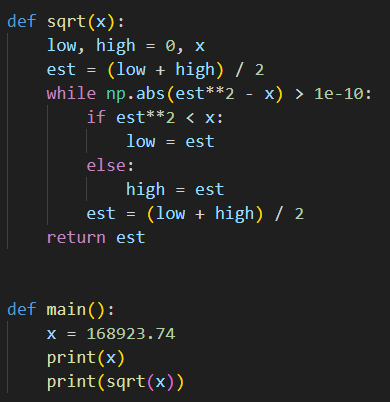 def sqrt(x):
    low, high = 0, x
    est = (low + high) / 2
    while np.abs(est**2 - x) > 1e-10:
        if est**2 < x:
            low = est
        else:
            high = est
        est = (low + high) / 2
    return est
def main():
    x = 168923.74
    print(x)
    print(sqrt(x))